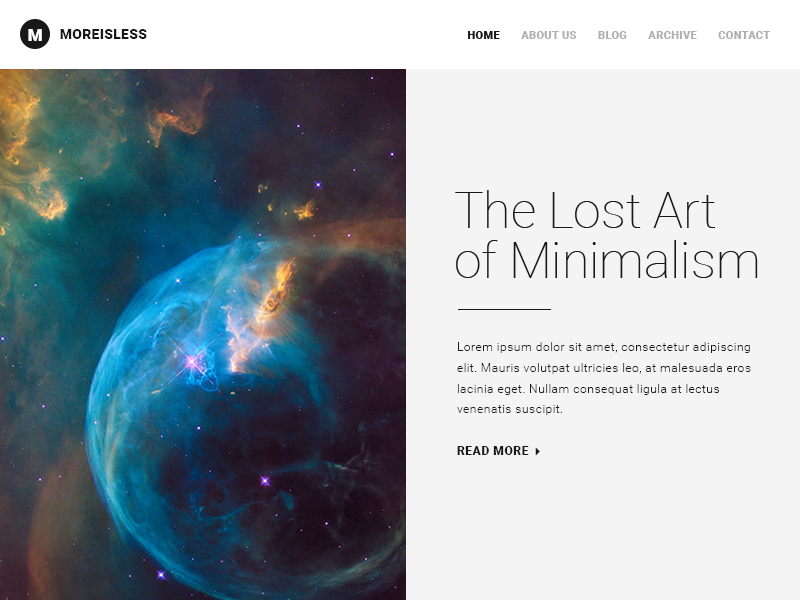 M MOREISLESS
HOME ABOUT US BLOG ARCHIVE CONTACT
The Lost Art
of Minimalism
Lorem ipsum dolor sit amet, consectetur adipiscing
elit. Mauris volutpat ultricies leo, at malesuada eros
lacinia eget. Nullam consequat ligula at lectus
venenatis suscipit.
READ MORE